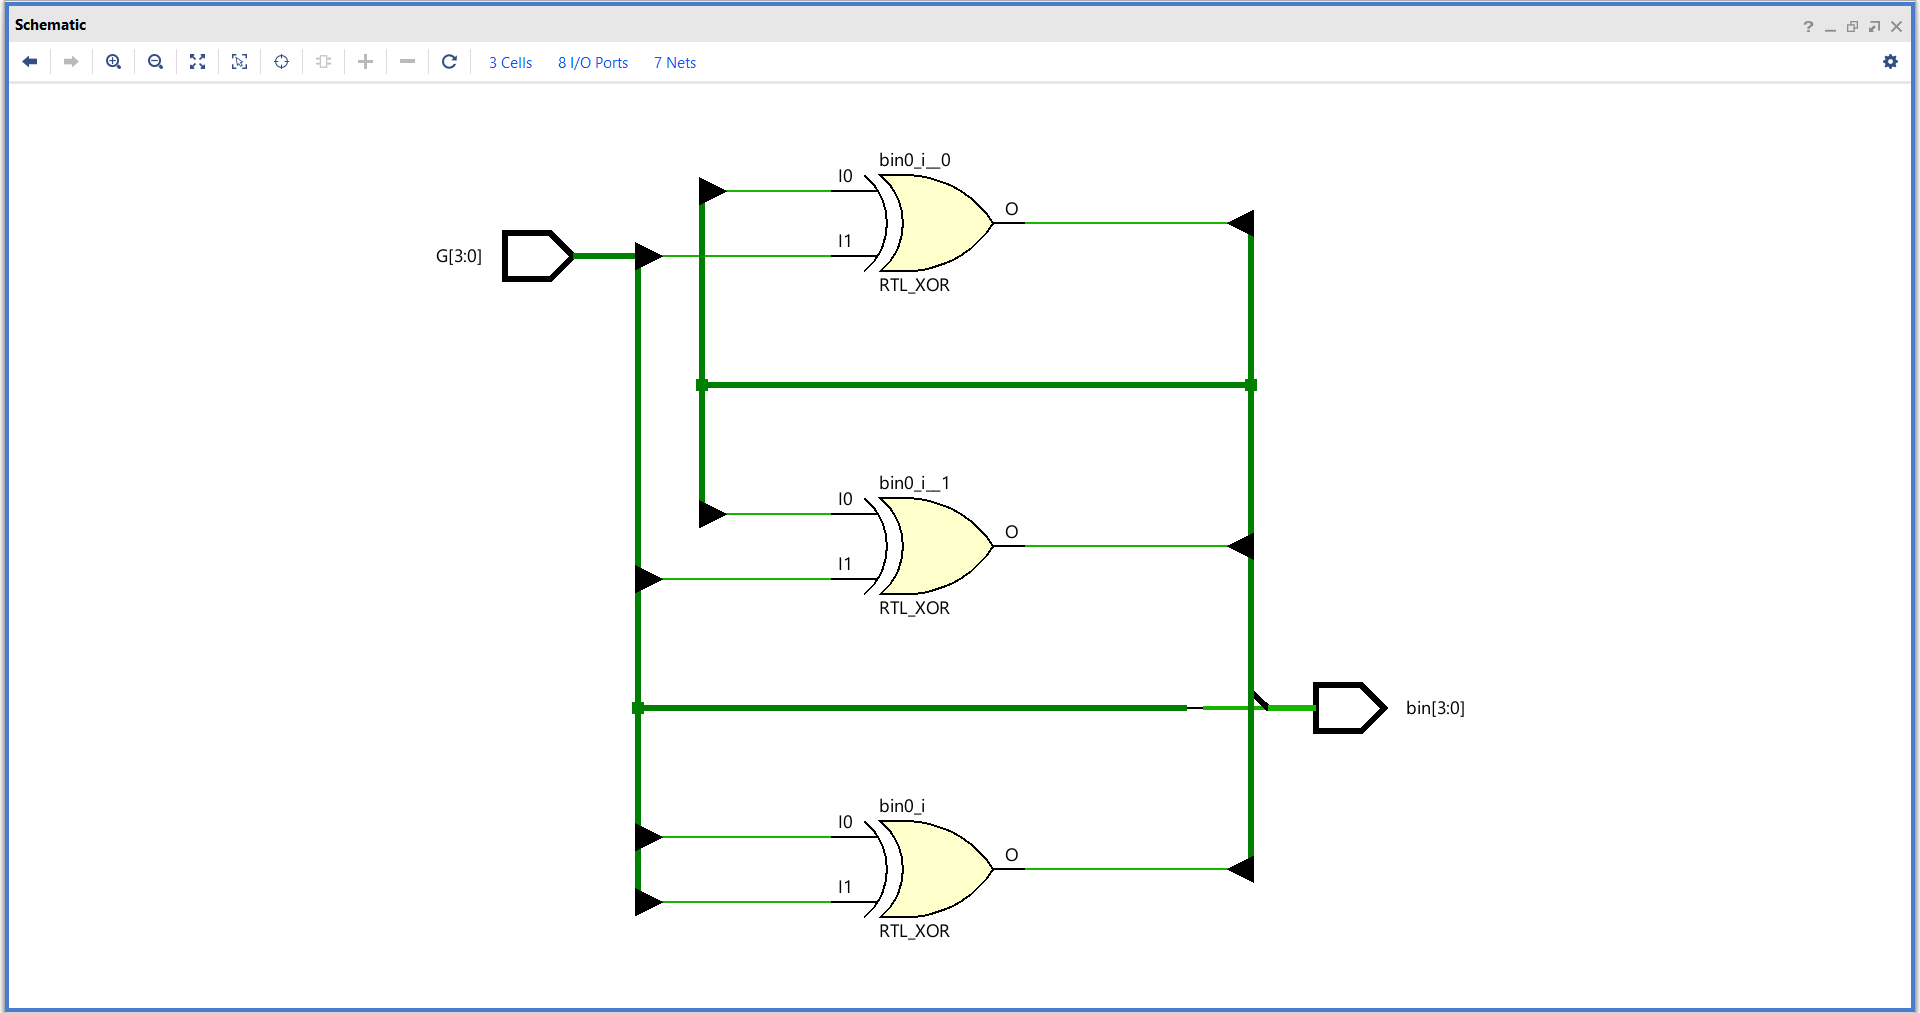 Schematic
?
3 Cells 8 I/O Ports 7 Nets
bin0_i__0
I0
O
I1
G[3:0]
RTL_XOR
bin0_i__1
I0
O
I1
RTL_XOR
bin[3:0]
bin0_i
I0
O
I1
RTL_XOR